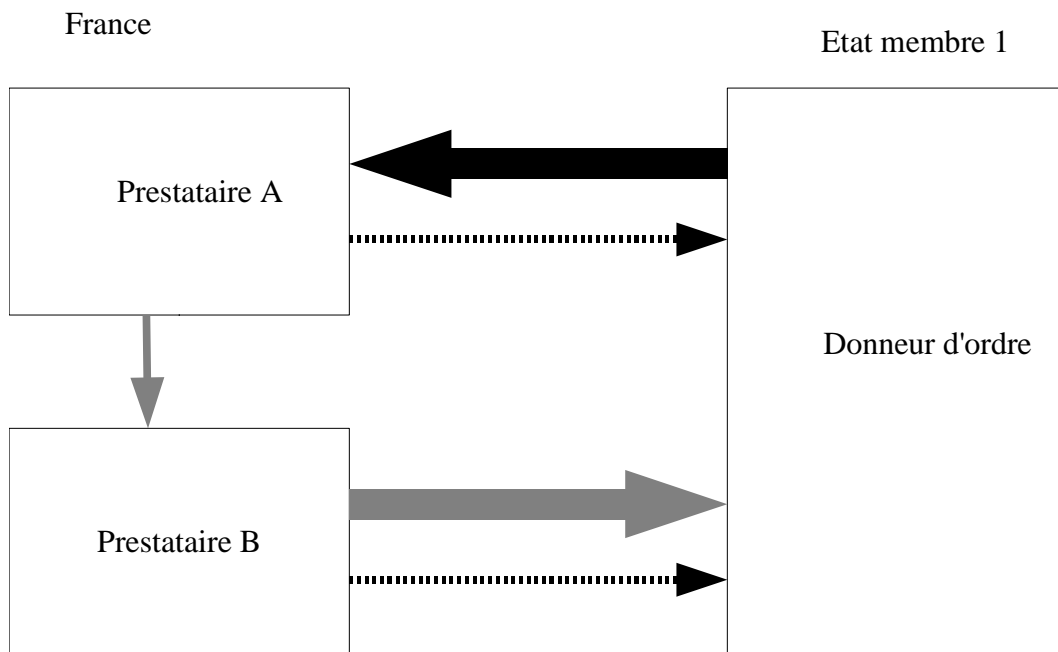 France
Etat membre 1
Prestataire A
Donneur d'ordre
Prestataire B